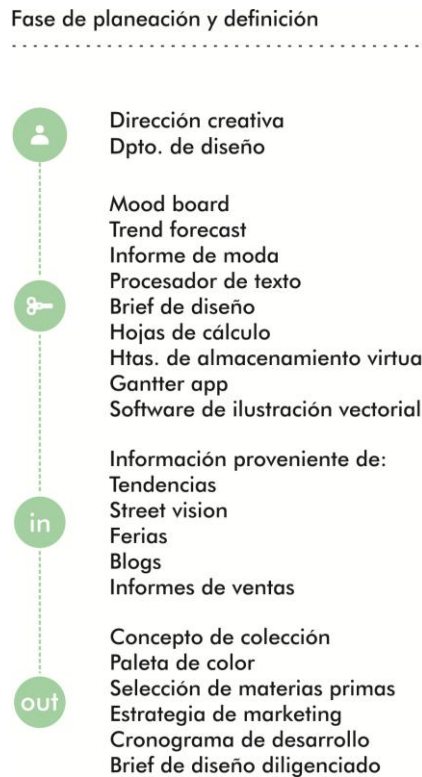 Fase de planeación y definición
Dirección creativa
Dpto. de diseño
Mood board
Trend forecast
Informe de moda
Procesador de texto
Brief de diseño
Hojas de cálculo
Htas. de almacenamiento virtua
Gantter app
Software de ilustración vectorial
in
Información proveniente de:
Tendencias
Street vision
Ferias
Blogs
Informes de ventas
out
Concepto de colección
Paleta de color
Selección de materias primas
Estrategia de marketing
Cronograma de desarrollo
Brief de diseño diligenciado